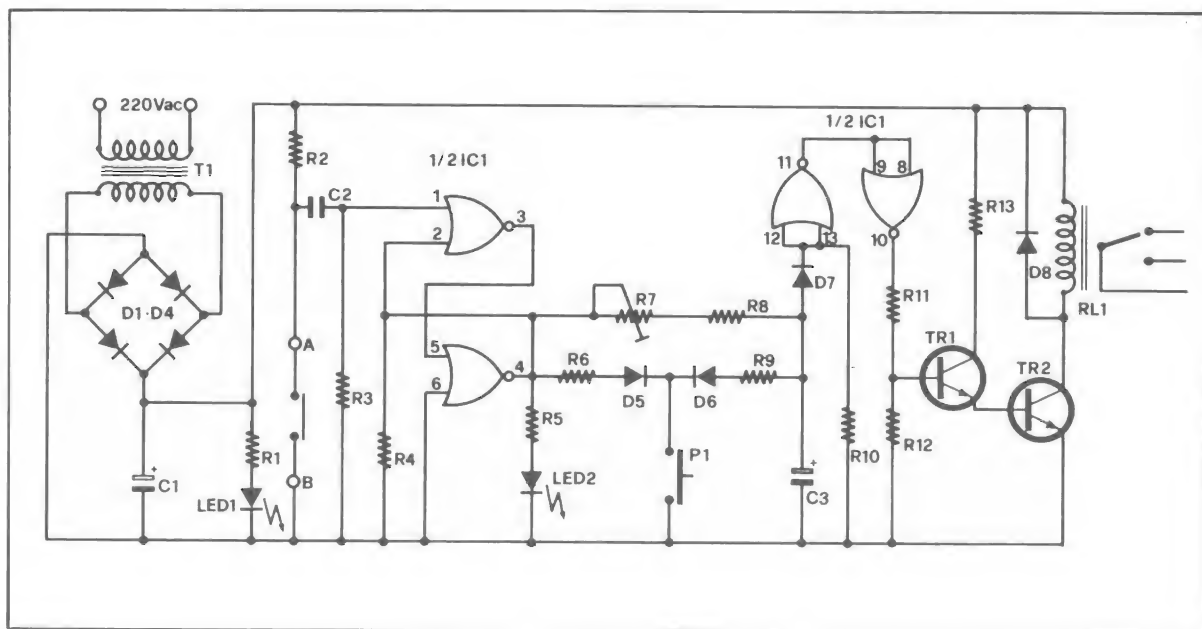 220Vac
T1
D1-D4
C1
+
R1
LED1
R2
C2
A
B
R3
R4
1/2 IC1
1
2
3
5
6
4
R5
LED2
R6
D5
D6
R7
R8
R9
P1
C3
+
D7
1/2 IC1
11
12
13
9
8
10
R10
R11
R12
TR1
R13
TR2
D8
RL1